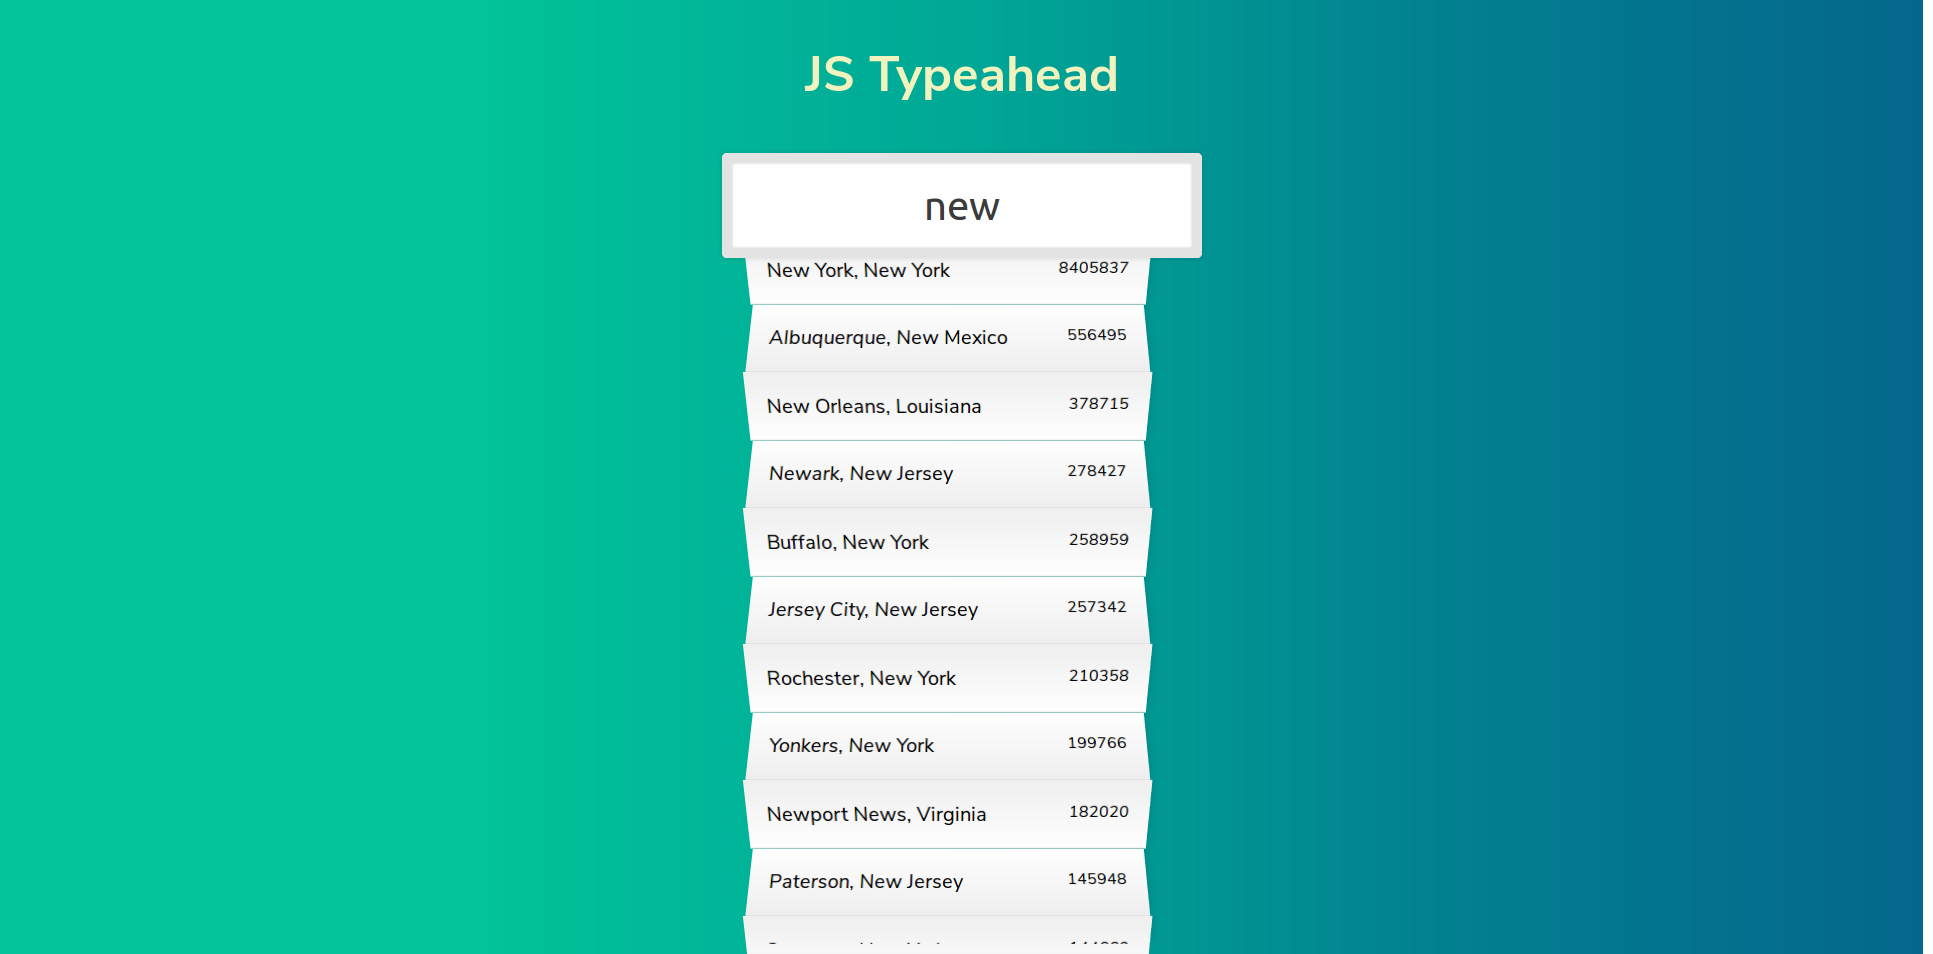 JS Typeahead
new
New York, New York 8405837
Albuquerque, New Mexico 556495
New Orleans, Louisiana 378715
Newark, New Jersey 278427
Buffalo, New York 258959
Jersey City, New Jersey 257342
Rochester, New York 210358
Yonkers, New York 199766
Newport News, Virginia 182020
Paterson, New Jersey 145948